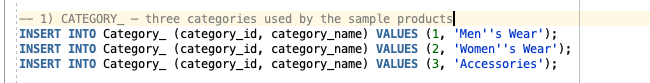 -- 1) CATEGORY_ — three categories used by the sample products
INSERT INTO Category_ (category_id, category_name) VALUES (1, 'Men''s Wear');
INSERT INTO Category_ (category_id, category_name) VALUES (2, 'Women''s Wear');
INSERT INTO Category_ (category_id, category_name) VALUES (3, 'Accessories');